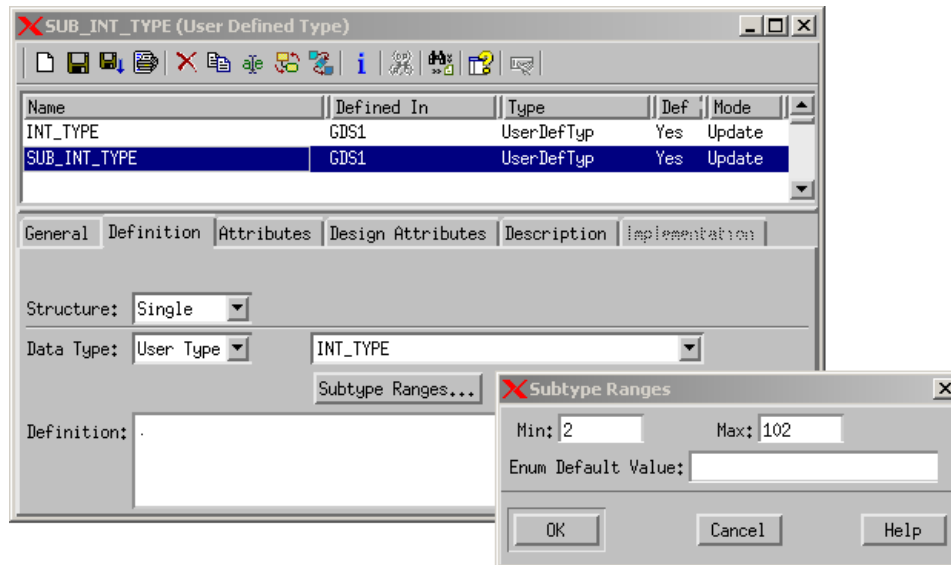 SUB_INT_TYPE (User Defined Type)
Name Defined In Type Def Mode
INT_TYPE GDS1 UserDefTyp Yes Update
SUB_INT_TYPE GDS1 UserDefTyp Yes Update
General Definition Attributes Design Attributes Description Implementation
Structure: Single
Data Type: User Type INT_TYPE
Subtype Ranges...
Definition: .
Subtype Ranges
Min: 2 Max: 102
Enum Default Value:
OK Cancel Help